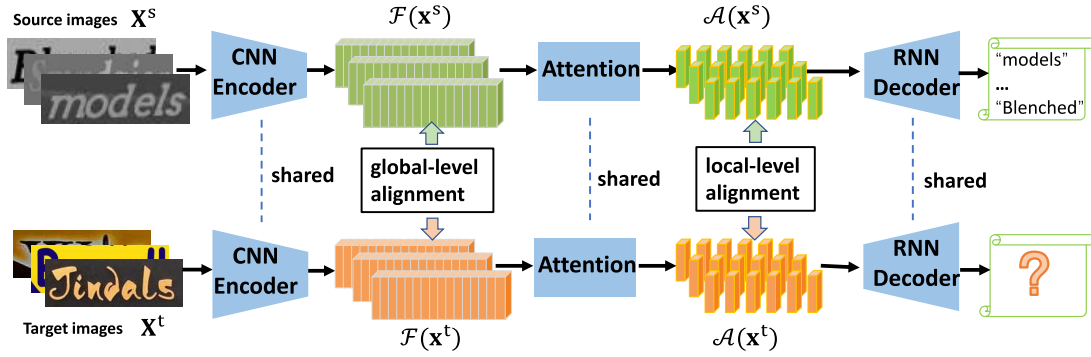 Source images X^s
F(x^s)
A(x^s)
models
CNN
Encoder
Attention
RNN
Decoder
“models”
...
“Blenched”
shared
global-level
alignment
shared
local-level
alignment
shared
Jindals
CNN
Encoder
Attention
RNN
Decoder
?
Target images X^t
F(x^t)
A(x^t)